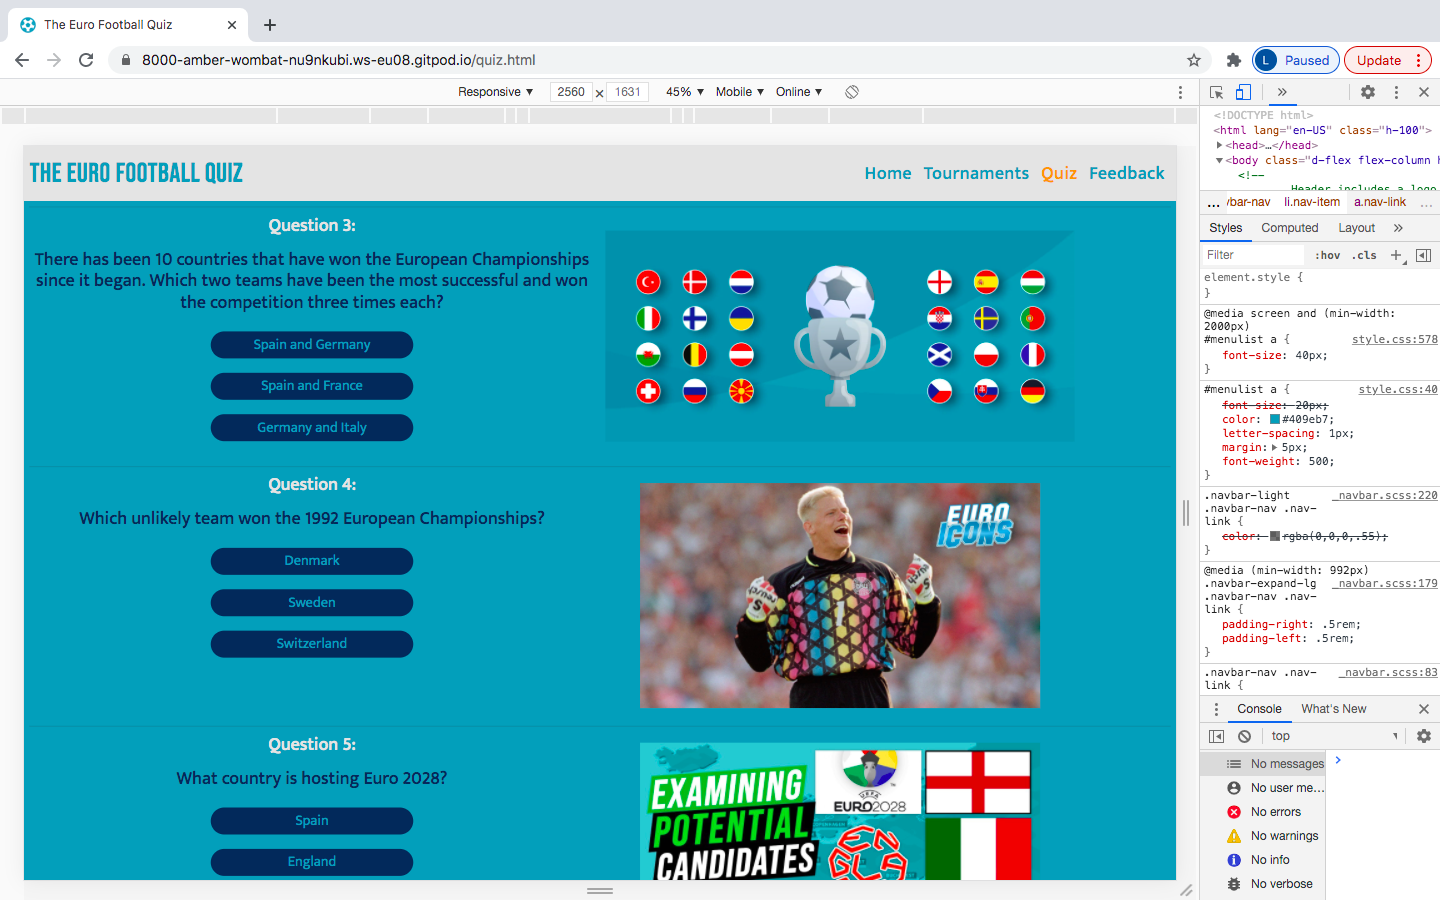 The Euro Football Quiz
8000-amber-wombat-nu9nkubi.ws-eu08.gitpod.io/quiz.html
L Paused
Update
Responsive 2560 × 1631 45% Mobile Online
THE EURO FOOTBALL QUIZ
Home Tournaments Quiz Feedback
Question 3:
There has been 10 countries that have won the European Championships
since it began. Which two teams have been the most successful and won
the competition three times each?
Spain and Germany
Spain and France
Germany and Italy
Question 4:
Which unlikely team won the 1992 European Championships?
Denmark
Sweden
Switzerland
EURO
ICONS
Question 5:
What country is hosting Euro 2028?
Spain
England
EXAMINING
POTENTIAL
CANDIDATES
UEFA
EURO2028
ENGLA
<!DOCTYPE html>
<html lang="en-US" class="h-100">
<head>…</head>
<body class="d-flex flex-column h
<!--
Header includes a logo
… vbar-nav li.nav-item a.nav-link …
Styles Computed Layout
Filter :hov .cls
element.style {
}
@media screen and (min-width:
2000px)
#menulist a { style.css:578
font-size: 40px;
}
#menulist a { style.css:40
font-size: 20px;
color: #409eb7;
letter-spacing: 1px;
margin: 5px;
font-weight: 500;
}
.navbar-light _navbar.scss:220
.navbar-nav .nav-
link {
color: rgba(0,0,0,.55);
}
@media (min-width: 992px)
.navbar-expand-lg _navbar.scss:179
.navbar-nav .nav-
link {
padding-right: .5rem;
padding-left: .5rem;
}
.navbar-nav .nav- _navbar.scss:83
link {
Console What's New
top
No messages
No user me…
No errors
No warnings
No info
No verbose